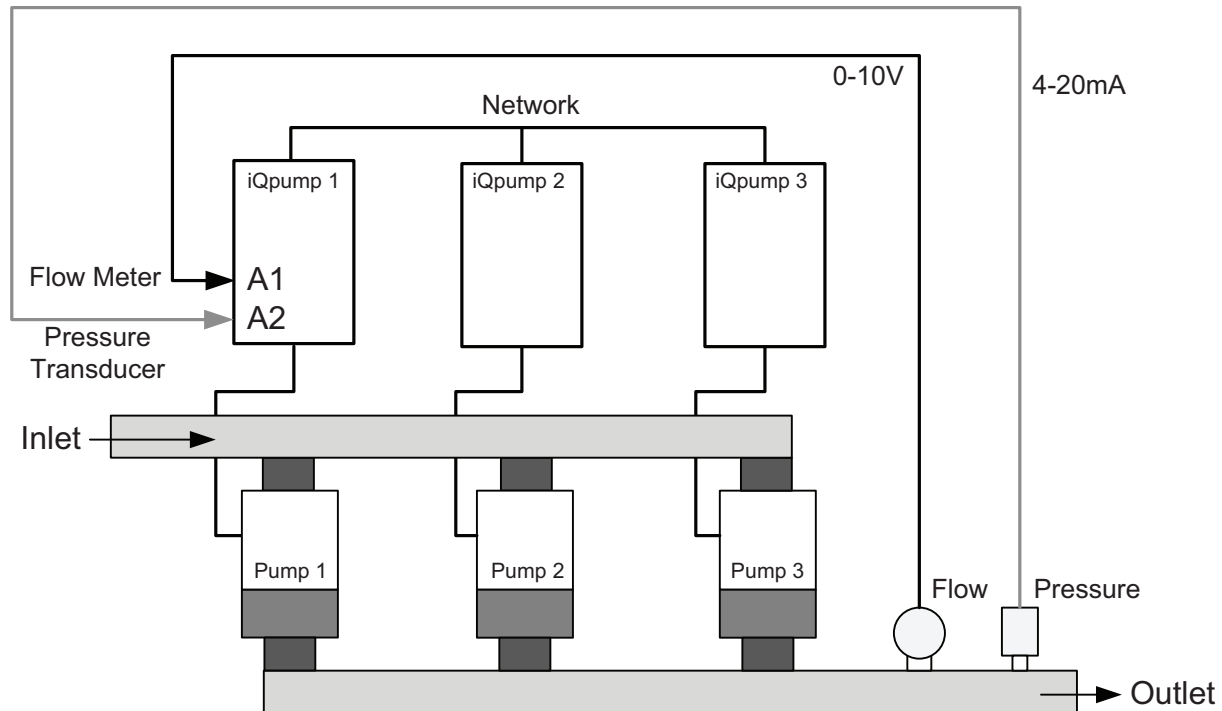 0-10V
4-20mA
Network
iQpump 1
iQpump 2
iQpump 3
Flow Meter
A1
A2
Pressure
Transducer
Inlet
Pump 1
Pump 2
Pump 3
Flow
Pressure
Outlet